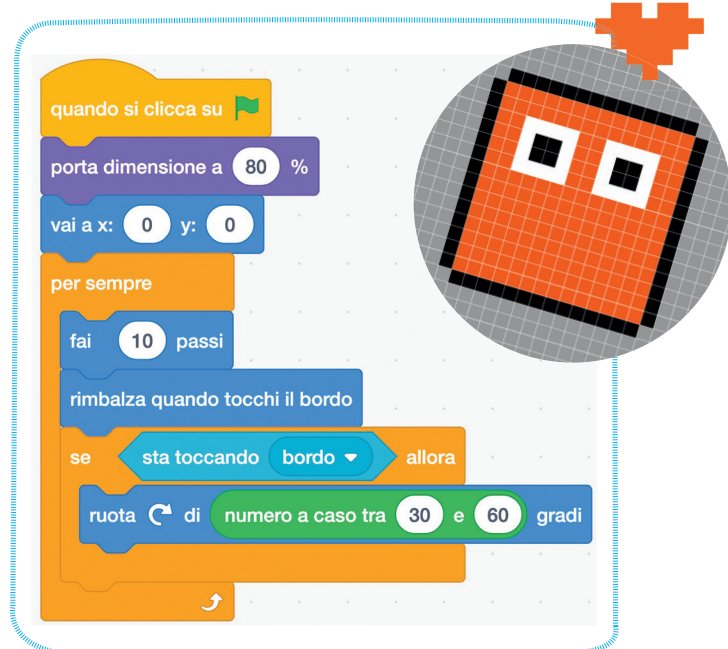 quando si clicca su
porta dimensione a 80 %
vai a x: 0 y: 0
per sempre
fai 10 passi
rimbalza quando tocchi il bordo
se sta toccando bordo allora
ruota di numero a caso tra 30 e 60 gradi